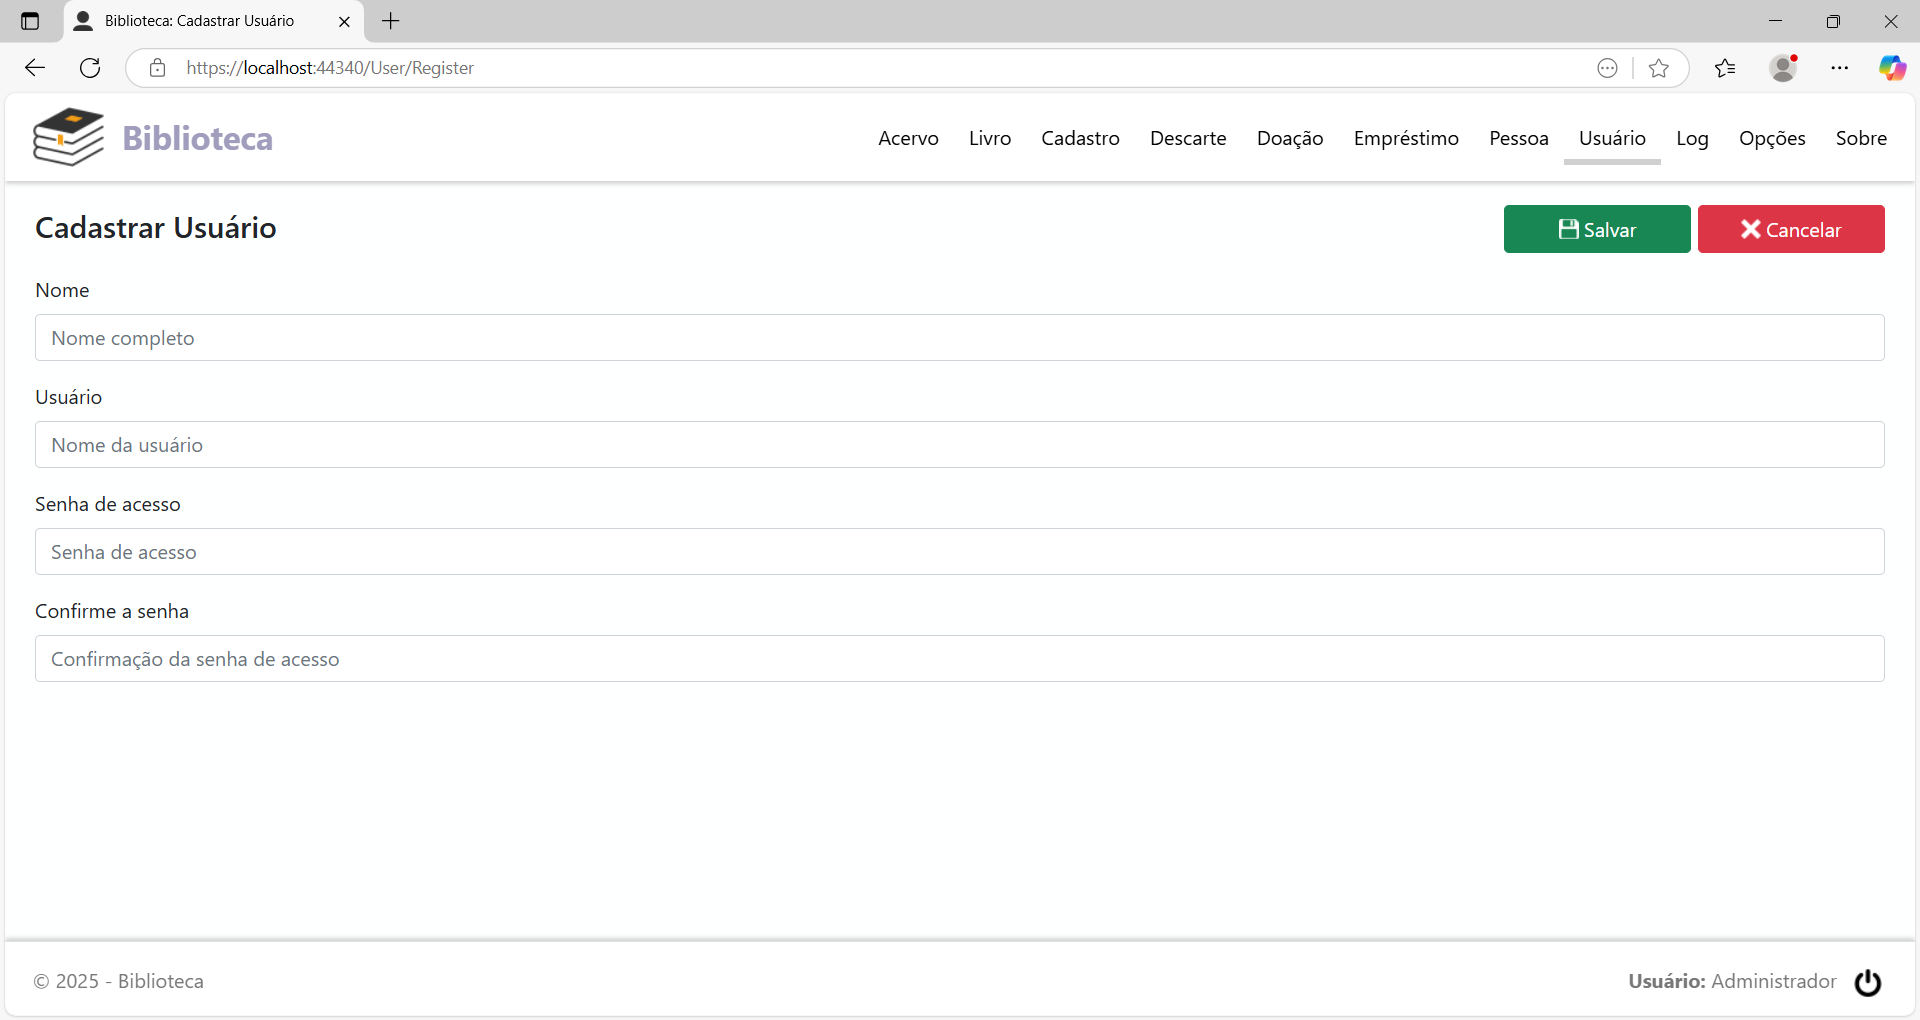 Biblioteca: Cadastrar Usuário
https://localhost:44340/User/Register
Biblioteca
Acervo Livro Cadastro Descarte Doação Empréstimo Pessoa Usuário Log Opções Sobre
Cadastrar Usuário
Salvar Cancelar
Nome
Nome completo
Usuário
Nome da usuário
Senha de acesso
Senha de acesso
Confirme a senha
Confirmação da senha de acesso
© 2025 - Biblioteca
Usuário: Administrador